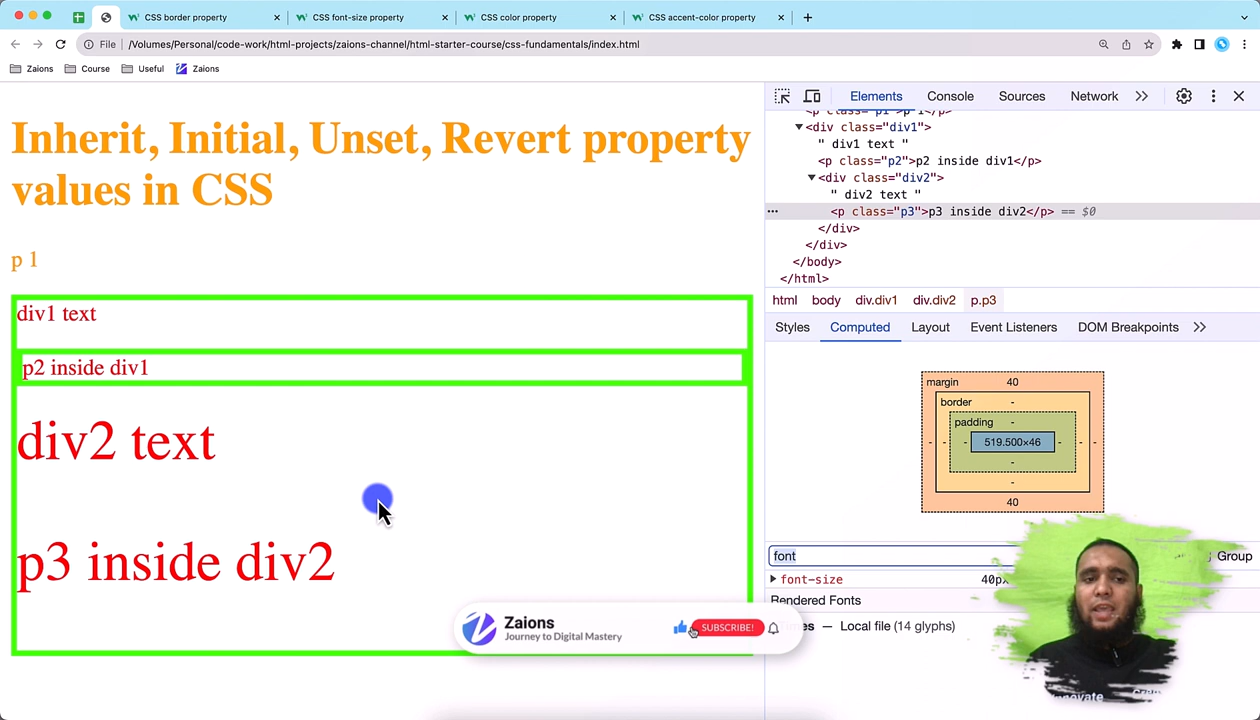 CSS border property
CSS font-size property
CSS color property
CSS accent-color property
File
/Volumes/Personal/code-work/html-projects/zaions-channel/html-starter-course/css-fundamentals/index.html
Zaions
Course
Useful
Zaions
Inherit, Initial, Unset, Revert property
values in CSS
p 1
div1 text
p2 inside div1
div2 text
p3 inside div2
Elements
Console
Sources
Network
<p class="p1">p 1</p>
▼<div class="div1">
" div1 text "
<p class="p2">p2 inside div1</p>
▼<div class="div2">
" div2 text "
<p class="p3">p3 inside div2</p> == $0
</div>
</div>
</body>
</html>
html body div.div1 div.div2 p.p3
Styles
Computed
Layout
Event Listeners
DOM Breakpoints
margin 40
border -
padding -
- - - 519.500×46 - - -
-
-
40
font
Group
font-size 40px
Rendered Fonts
— Local file (14 glyphs)
Zaions
Journey to Digital Mastery
SUBSCRIBE!